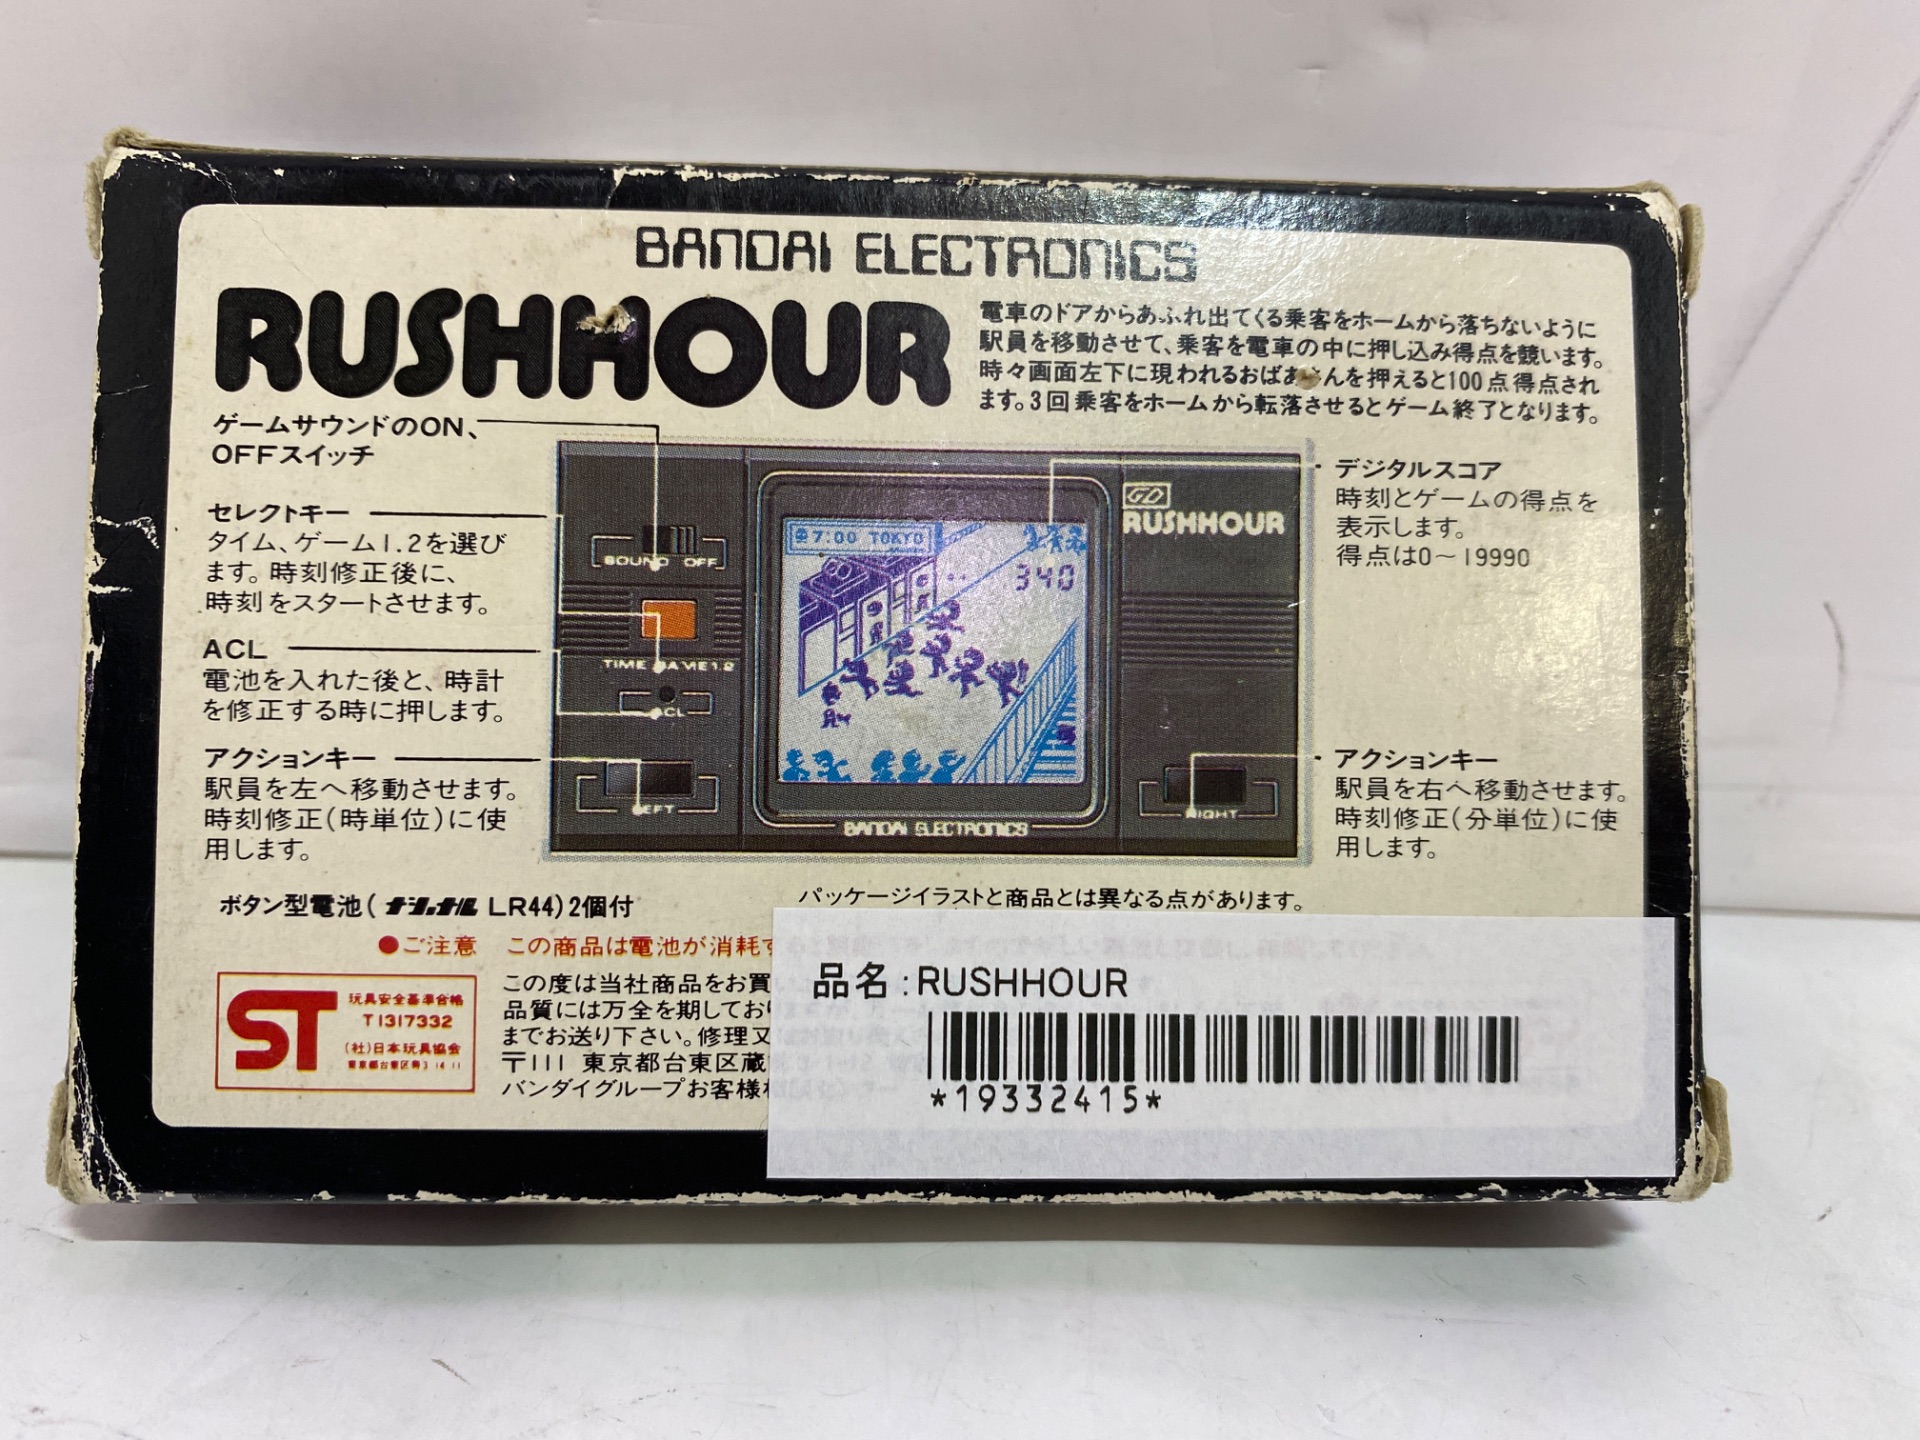 BANDAI ELECTRONICS
RUSHHOUR
電車のドアからあふれ出てくる乗客をホームから落ちないように
駅員を移動させて、乗客を電車の中に押し込み得点を競います。
時々画面左下に現われるおばあさんを押えると100点得点され
ます。3回乗客をホームから転落させるとゲーム終了となります。
ゲームサウンドのON、
OFFスイッチ
セレクトキー
タイム、ゲーム1.2を選び
ます。時刻修正後に、
時刻をスタートさせます。
ACL
電池を入れた後と、時計
を修正する時に押します。
アクションキー
駅員を左へ移動させます。
時刻修正(時単位)に使
用します。
SOUND OFF
TIME GAME 1.2
ACL
LEFT
7:00 TOKYO
340
BANDAI ELECTRONICS
GD
RUSHHOUR
RIGHT
デジタルスコア
時刻とゲームの得点を
表示します。
得点は0~19990
アクションキー
駅員を右へ移動させます。
時刻修正(分単位)に使
用します。
ボタン型電池(ナショナル LR44)2個付
パッケージイラストと商品とは異なる点があります。
●ご注意 この商品は電池が消耗す
ST
玩具安全基準合格
T1317332
(社)日本玩具協会
この度は当社商品をお買
品質には万全を期しており
までお送り下さい。修理又
〒111 東京都台東区蔵
バンダイグループお客様相
品名:RUSHHOUR
*19332415*